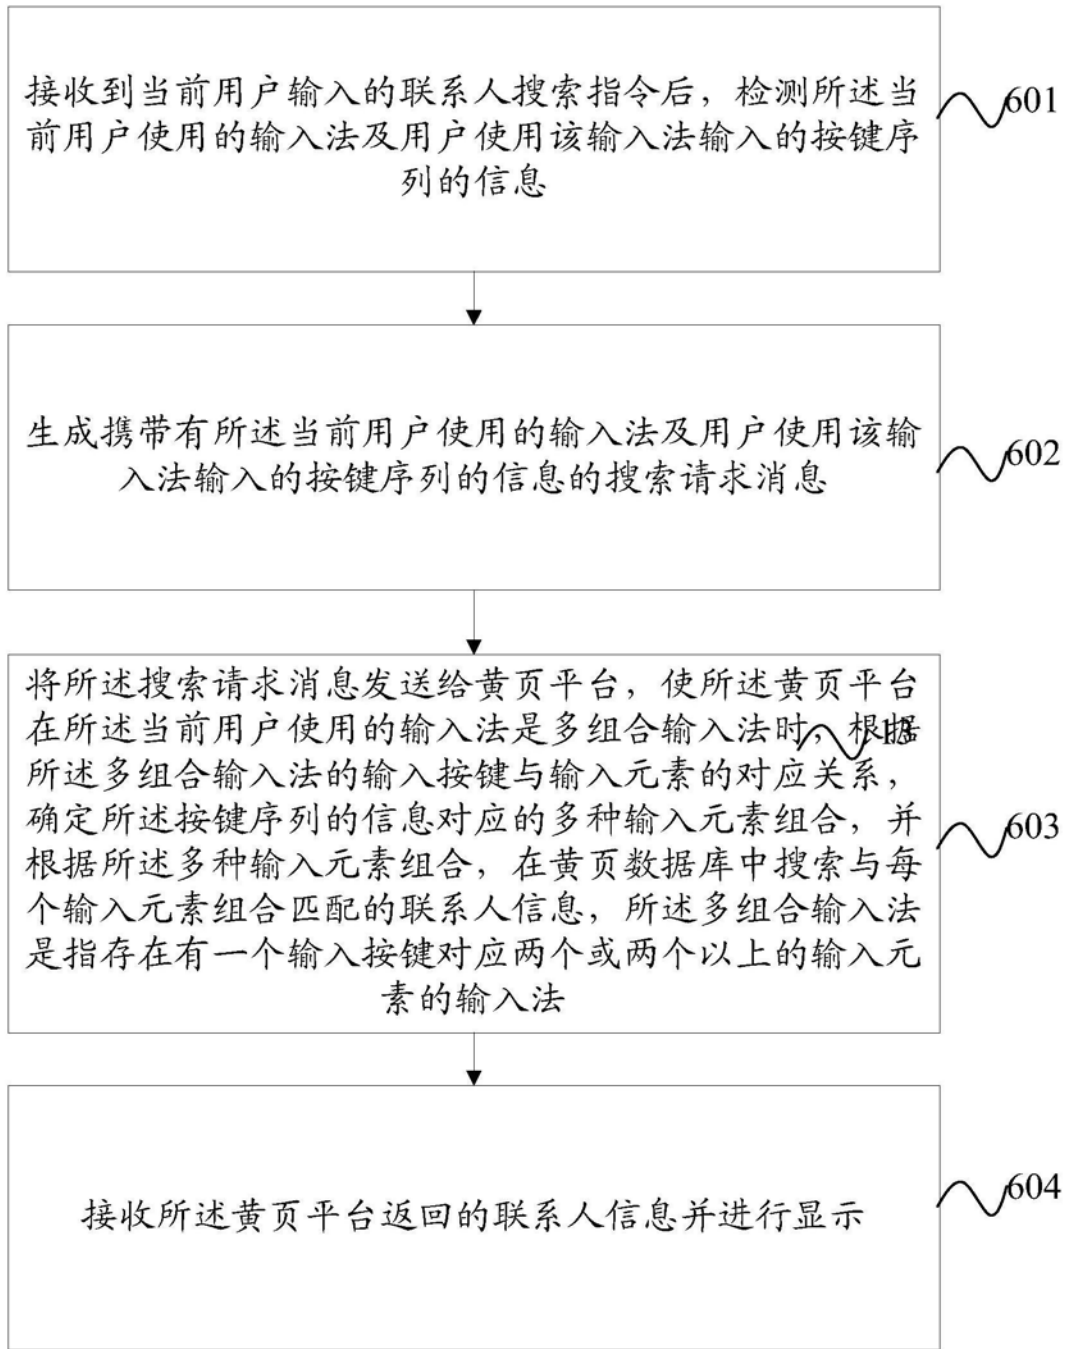 接收到当前用户输入的联系人搜索指令后，检测所述当
前用户使用的输入法及用户使用该输入法输入的按键序
列的信息
601
生成携带有所述当前用户使用的输入法及用户使用该输
入法输入的按键序列的信息的搜索请求消息
602
将所述搜索请求消息发送给黄页平台，使所述黄页平台
在所述当前用户使用的输入法是多组合输入法时，根据
13
所述多组合输入法的输入按键与输入元素的对应关系，
确定所述按键序列的信息对应的多种输入元素组合，并
根据所述多种输入元素组合，在黄页数据库中搜索与每
个输入元素组合匹配的联系人信息，所述多组合输入法
是指存在有一个输入按键对应两个或两个以上的输入元
素的输入法
603
接收所述黄页平台返回的联系人信息并进行显示
604